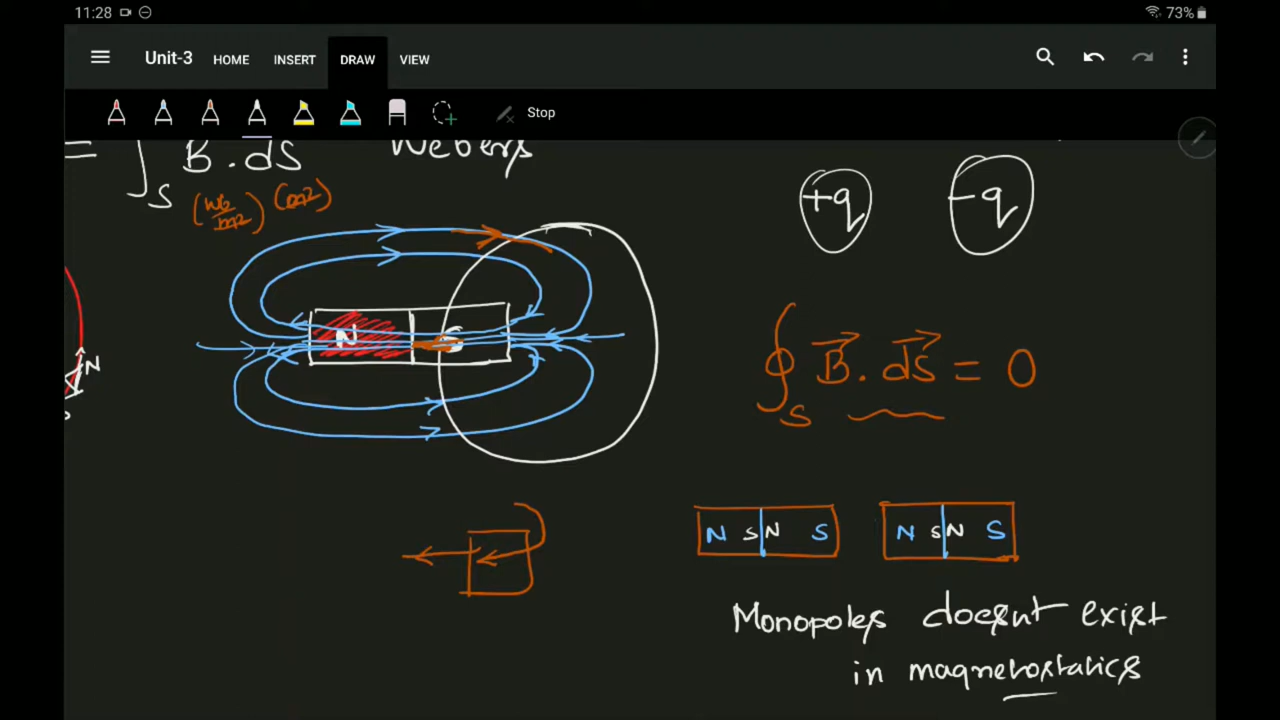 11:28 73%
Unit-3 HOME INSERT DRAW VIEW
Stop
= ∫S B . dS Webers
(Wb/m2) (m2)
+q -q
N S
N
∮S B . dS = 0
N S N S N S N S
Monopoles doesnt exist
in magnetostatics